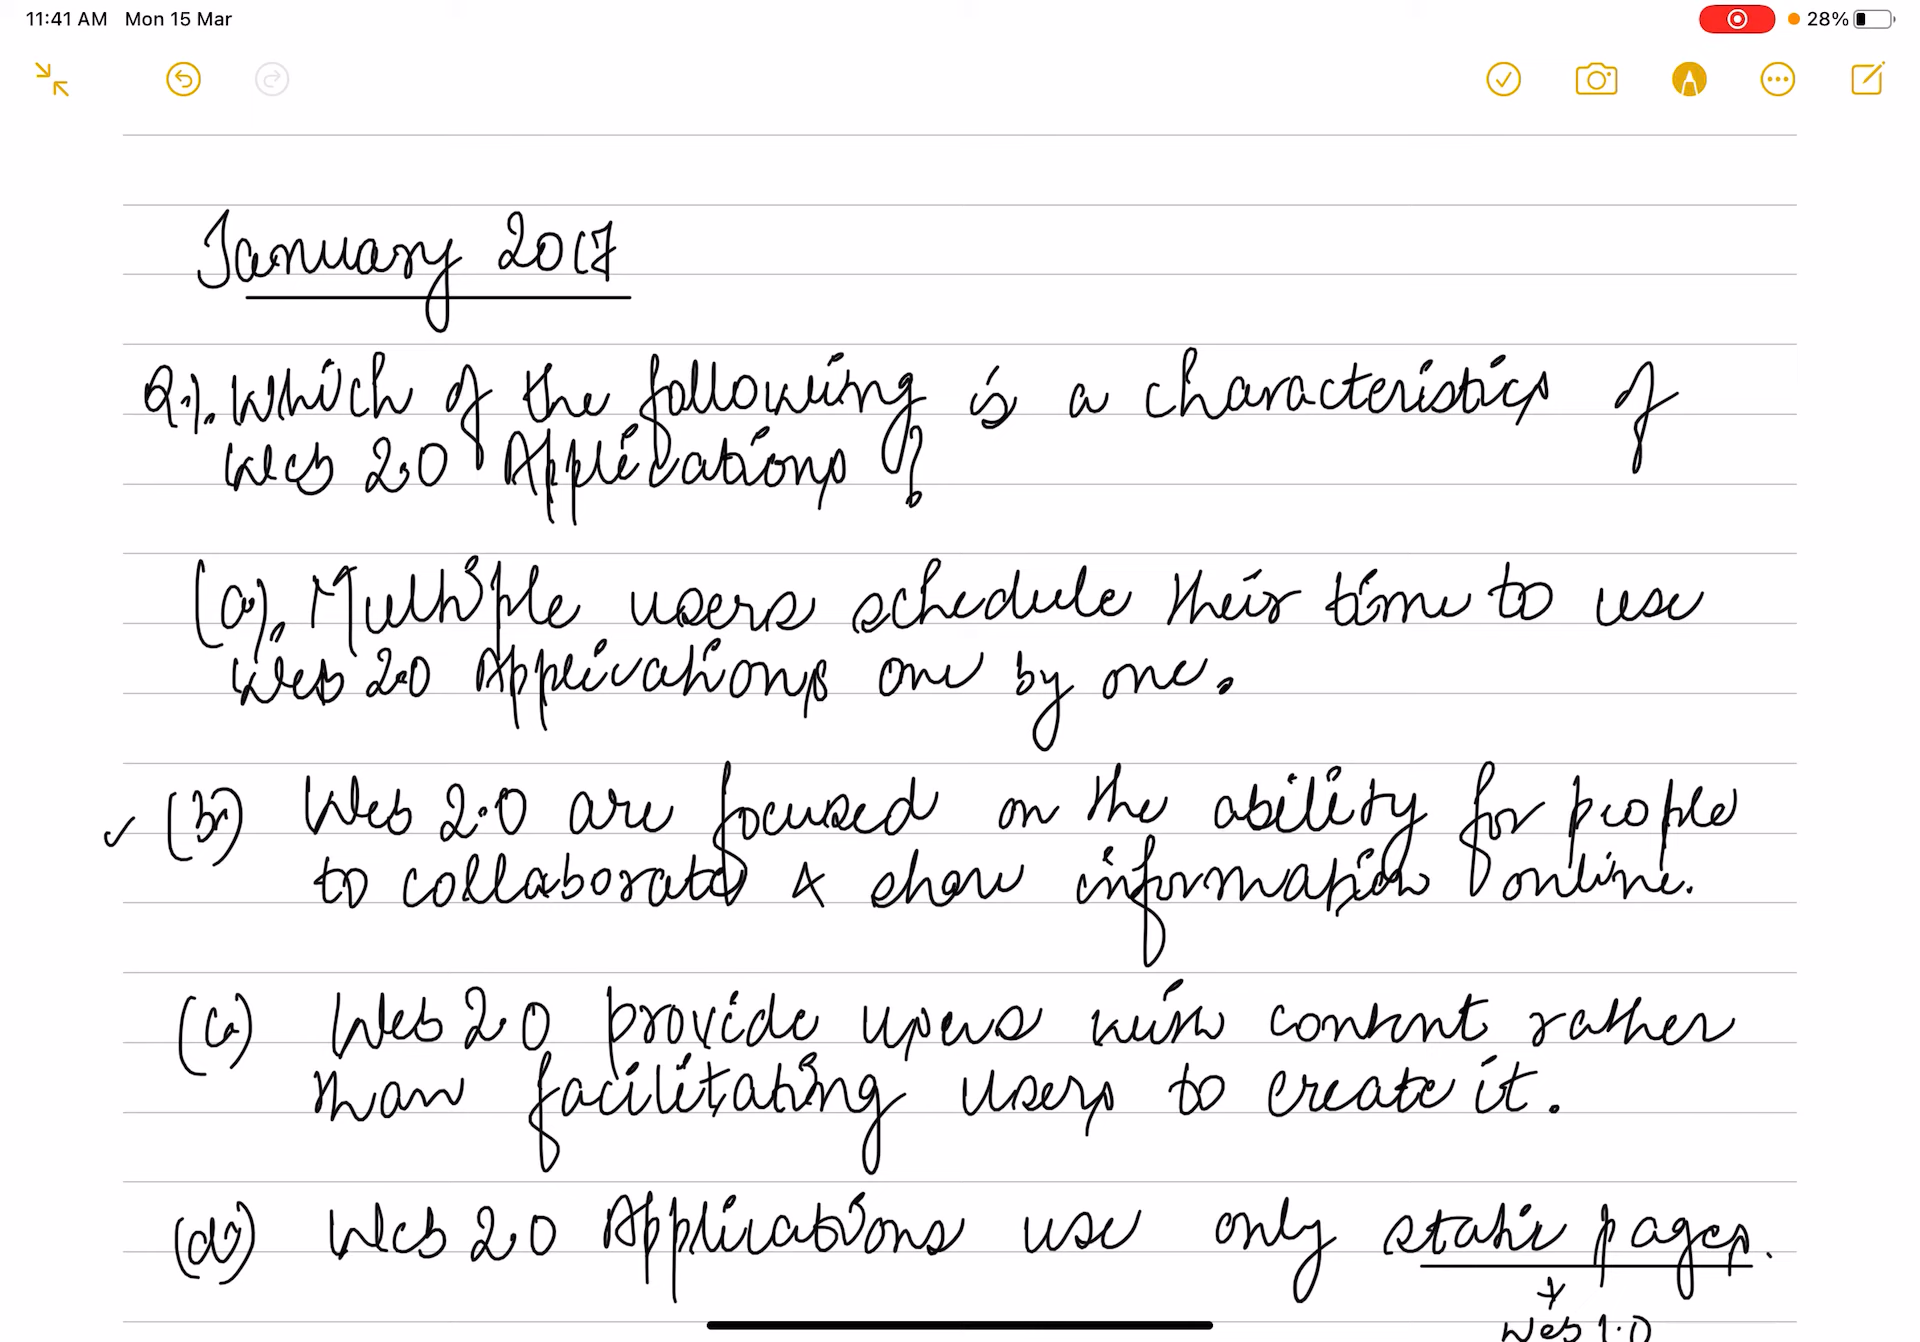 11:41 AM Mon 15 Mar 28%
January 2017
Q.1. Which of the following is a characteristics of
Web 2.0 Applications ?
(a). Multiple users schedule their time to use
Web 2.0 Applications one by one.
(b) Web 2.0 are focused on the ability for people
to collaborate & share information online.
(c) Web 2.0 provide users with content rather
than facilitating users to create it.
(d) Web 2.0 Applications use only static pages.
Web 1.0